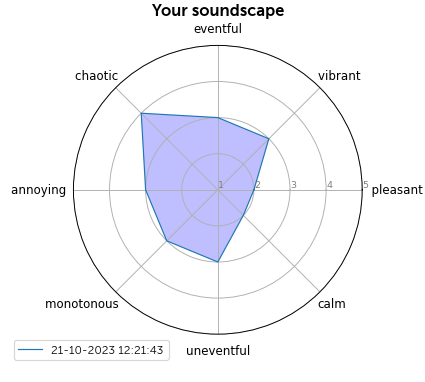 Your soundscape
eventful
chaotic
vibrant
annoying
1
2
3
4
5
pleasant
monotonous
calm
uneventful
21-10-2023 12:21:43